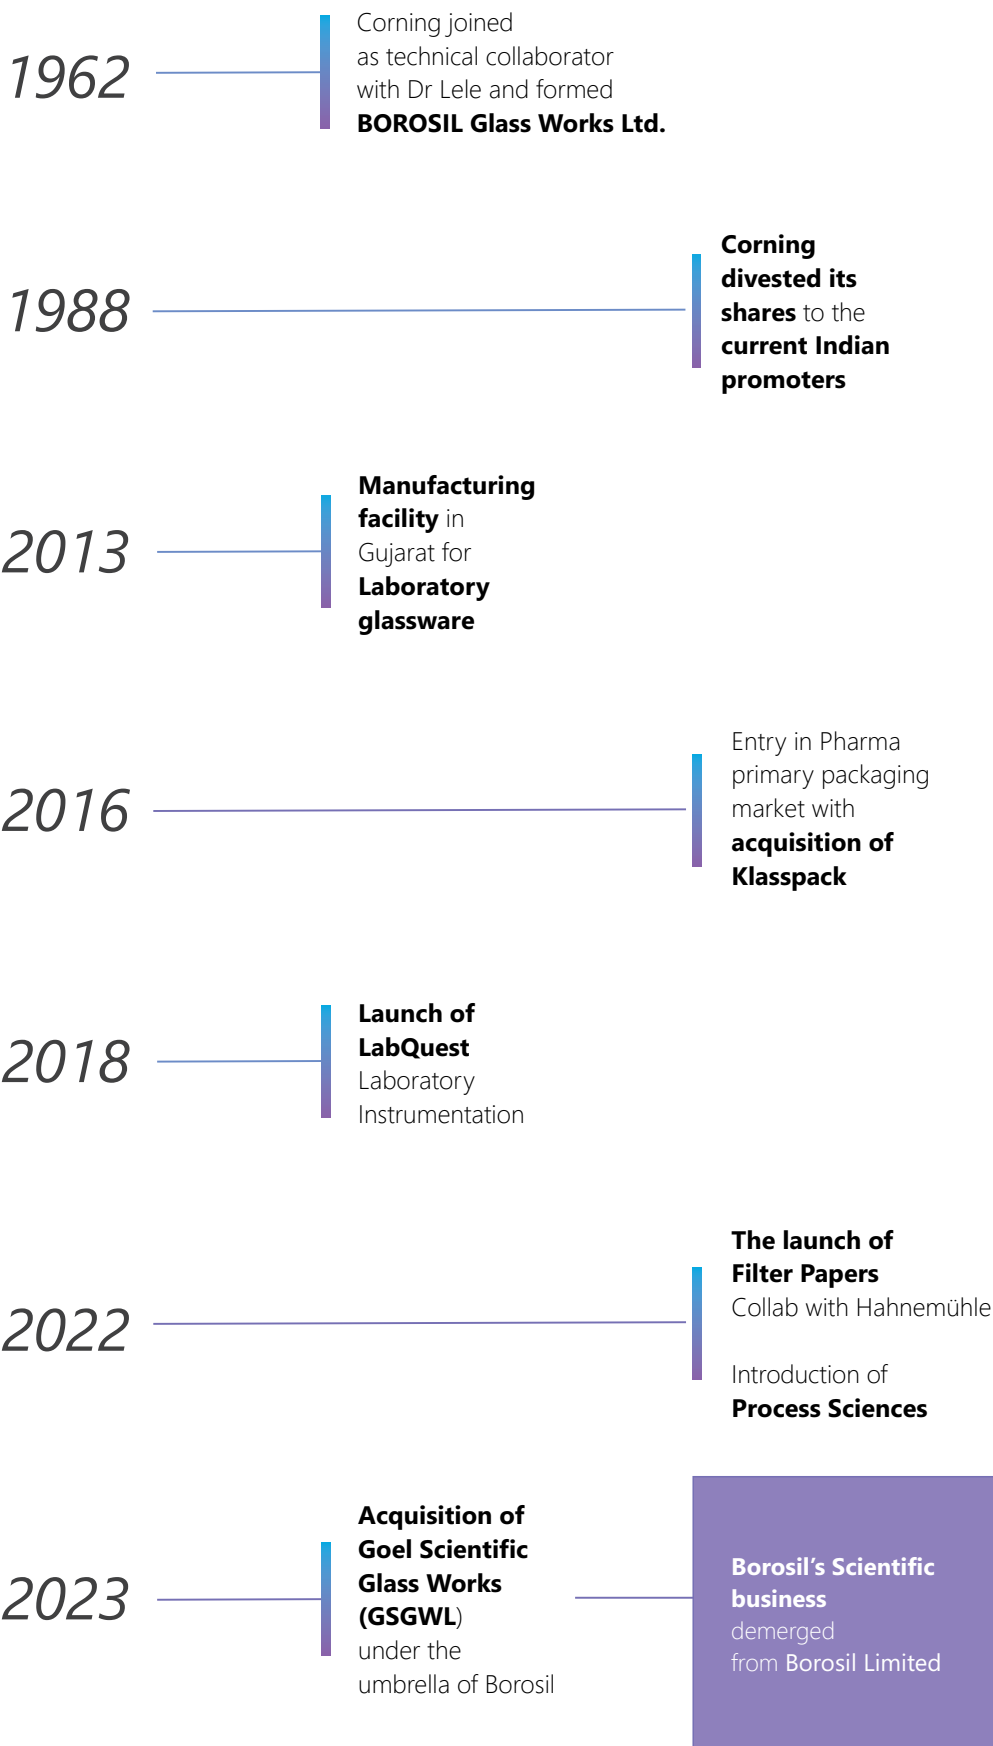 1962
Corning joined
as technical collaborator
with Dr Lele and formed
BOROSIL Glass Works Ltd.
1988
Corning
divested its
shares to the
current Indian
promoters
2013
Manufacturing
facility in
Gujarat for
Laboratory
glassware
2016
Entry in Pharma
primary packaging
market with
acquisition of
Klasspack
2018
Launch of
LabQuest
Laboratory
Instrumentation
2022
The launch of
Filter Papers
Collab with Hahnemühle
Introduction of
Process Sciences
2023
Acquisition of
Goel Scientific
Glass Works
(GSGWL)
under the
umbrella of Borosil
Borosil’s Scientific
business
demerged
from Borosil Limited